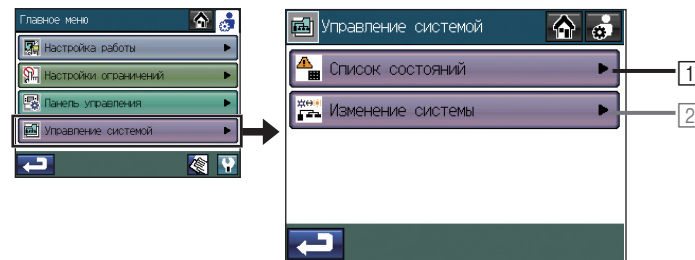 Главное меню
Настройка работы
Настройки ограничений
Панель управления
Управление системой
Управление системой
Список состояний
1
Изменение системы
2